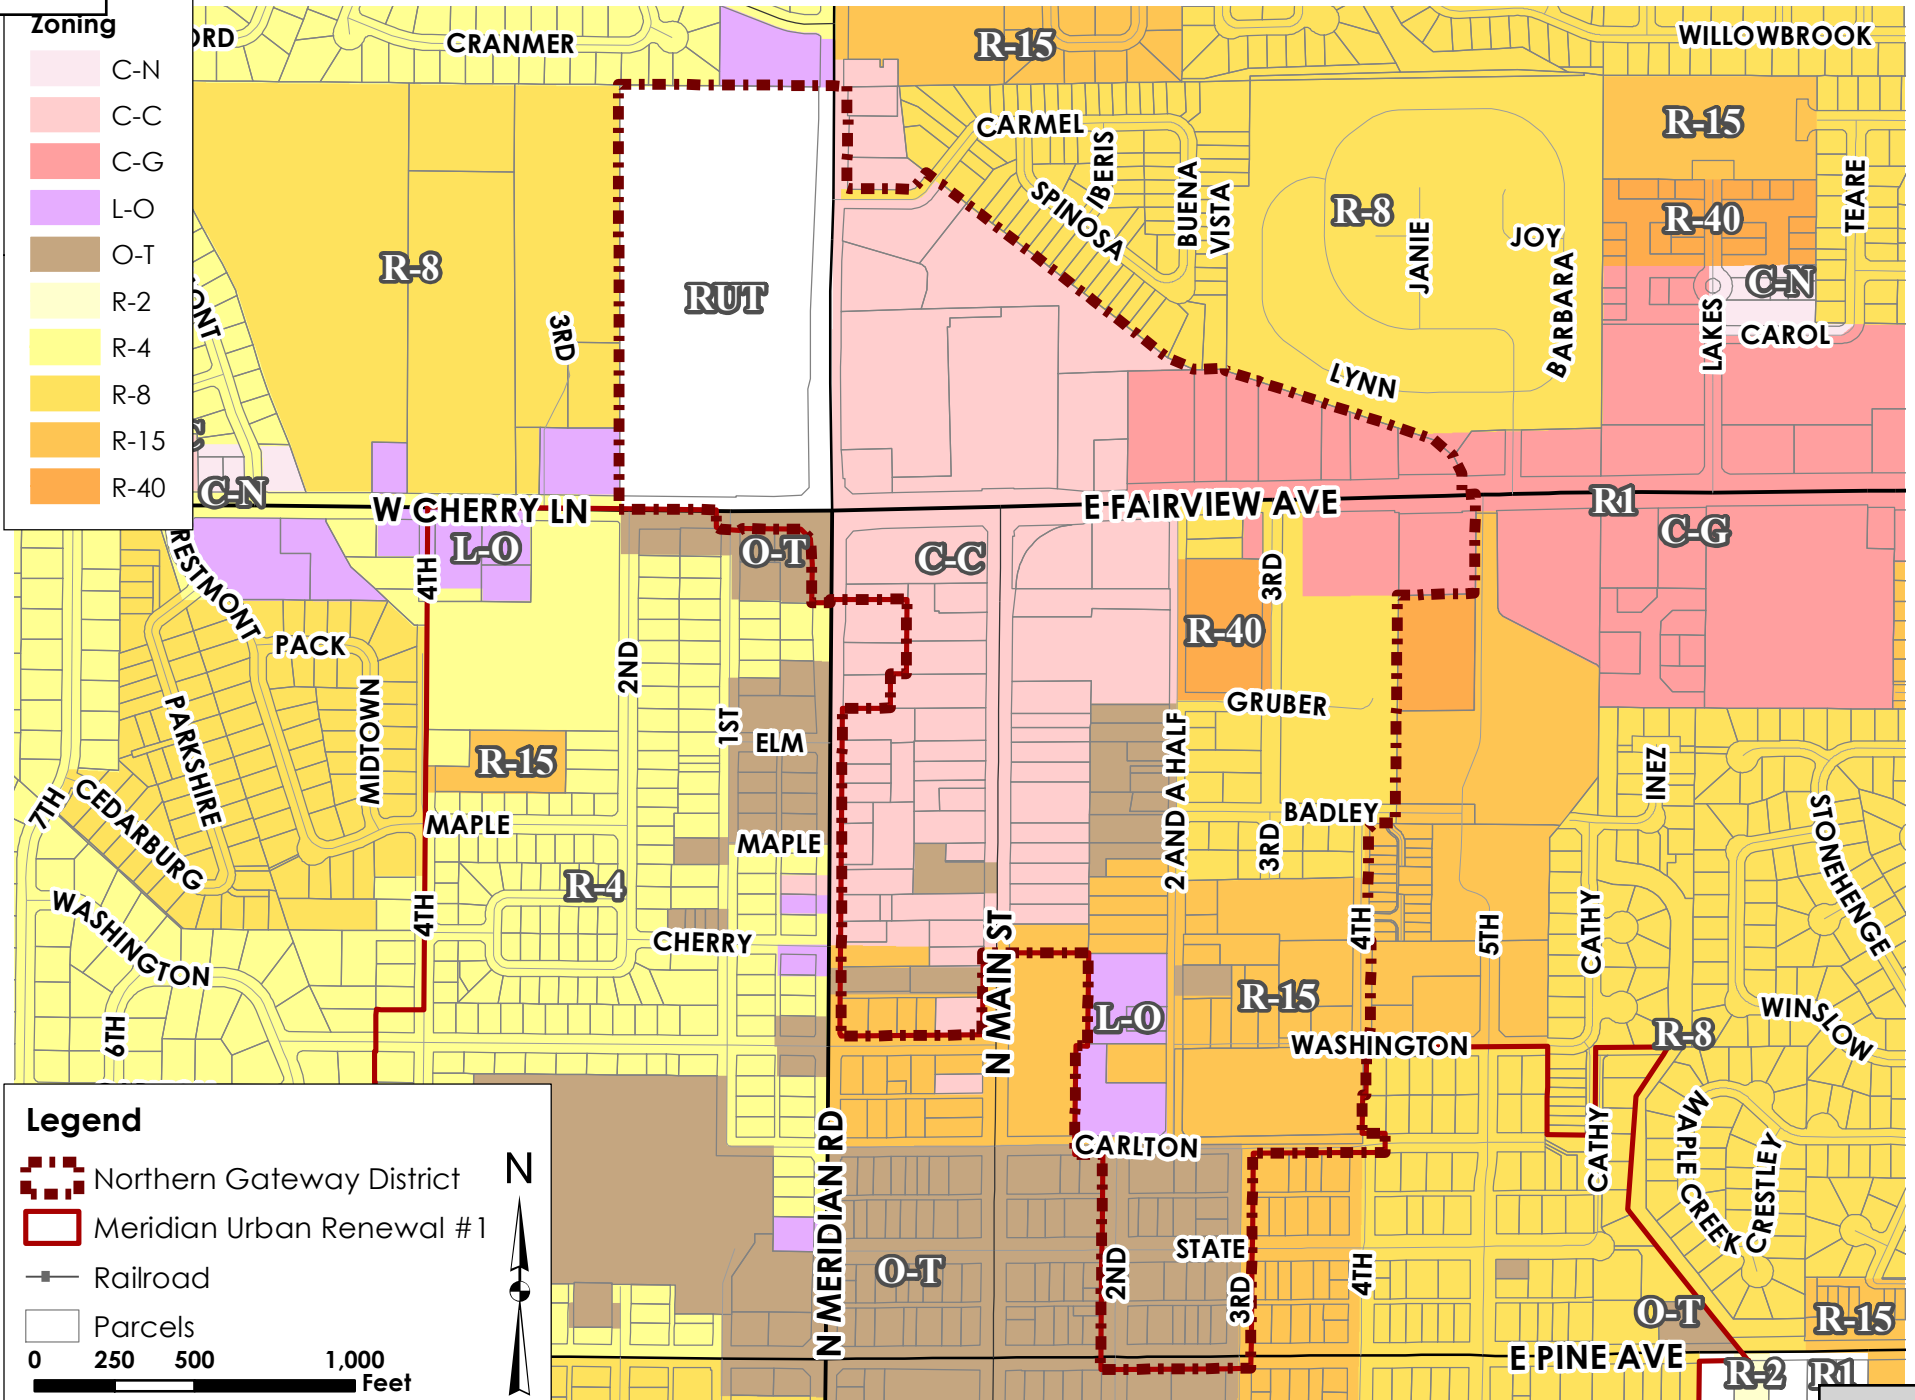 Zoning
C-N
C-C
C-G
L-O
O-T
R-2
R-4
R-8
R-15
R-40
CRANMER
R-15
WILLOWBROOK
CARMEL
IBERIS
SPINOSA
BUENA
VISTA
R-8
JANIE
JOY
BARBARA
LYNN
R-15
R-40
TEARE
C-N
LAKES
CAROL
R-8
3RD
RUT
C-N
W CHERRY LN
E FAIRVIEW AVE
R1
C-G
L-O
4TH
O-T
C-C
3RD
R-40
GRUBER
PACK
PARKSHIRE
MIDTOWN
2ND
1ST
ELM
R-15
MAPLE
MAPLE
7TH
CEDARBURG
WASHINGTON
4TH
R-4
CHERRY
6TH
2 AND A HALF
BADLEY
3RD
4TH
5TH
INEZ
CATHY
STONEHENGE
WINSLOW
N MAIN ST
L-O
R-15
WASHINGTON
R-8
CATHY
MAPLE CREEK
CRESTLEY
CARLTON
N MERIDIAN RD
O-T
2ND
STATE
3RD
4TH
O-T
R-15
E PINE AVE
R-2
R1
Legend
Northern Gateway District
Meridian Urban Renewal #1
Railroad
Parcels
N
0 250 500 1,000
Feet